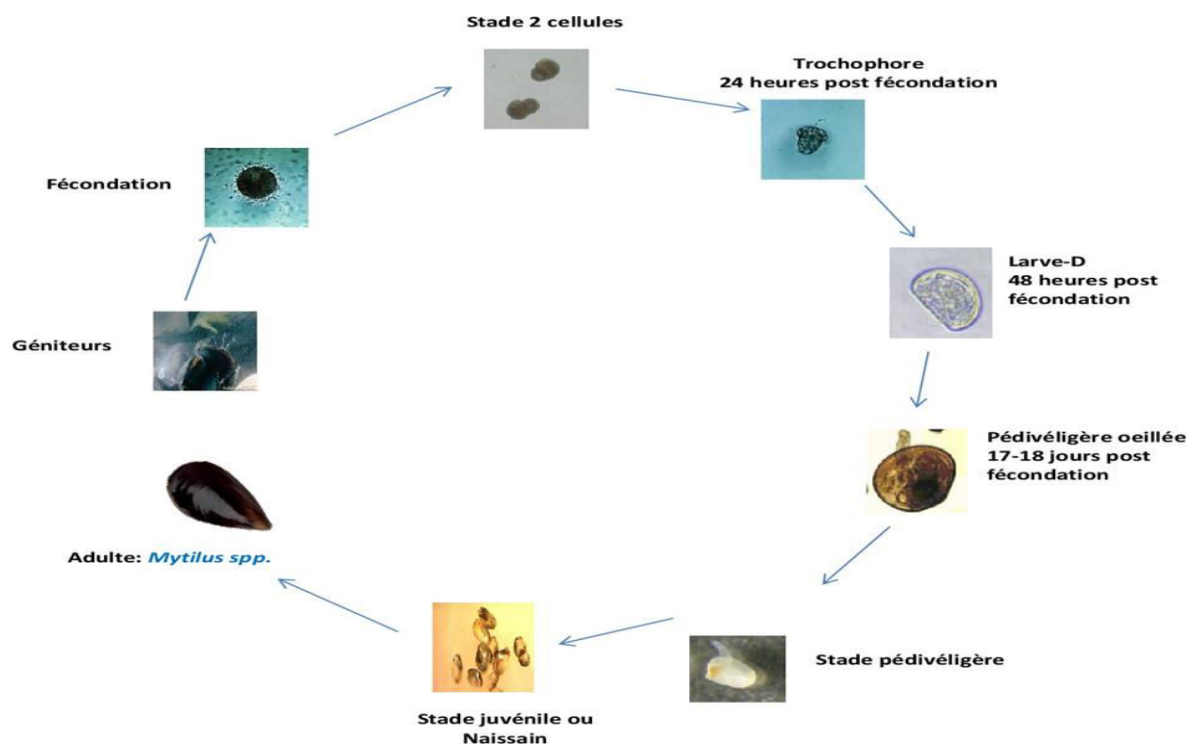 Stade 2 cellules
Trochophore
24 heures post fécondation
Fécondation
Larve-D
48 heures post
fécondation
Géniteurs
Pédivéligère oeillée
17-18 jours post
fécondation
Adulte: Mytilus spp.
Stade pédivéligère
Stade juvénile ou
Naissain